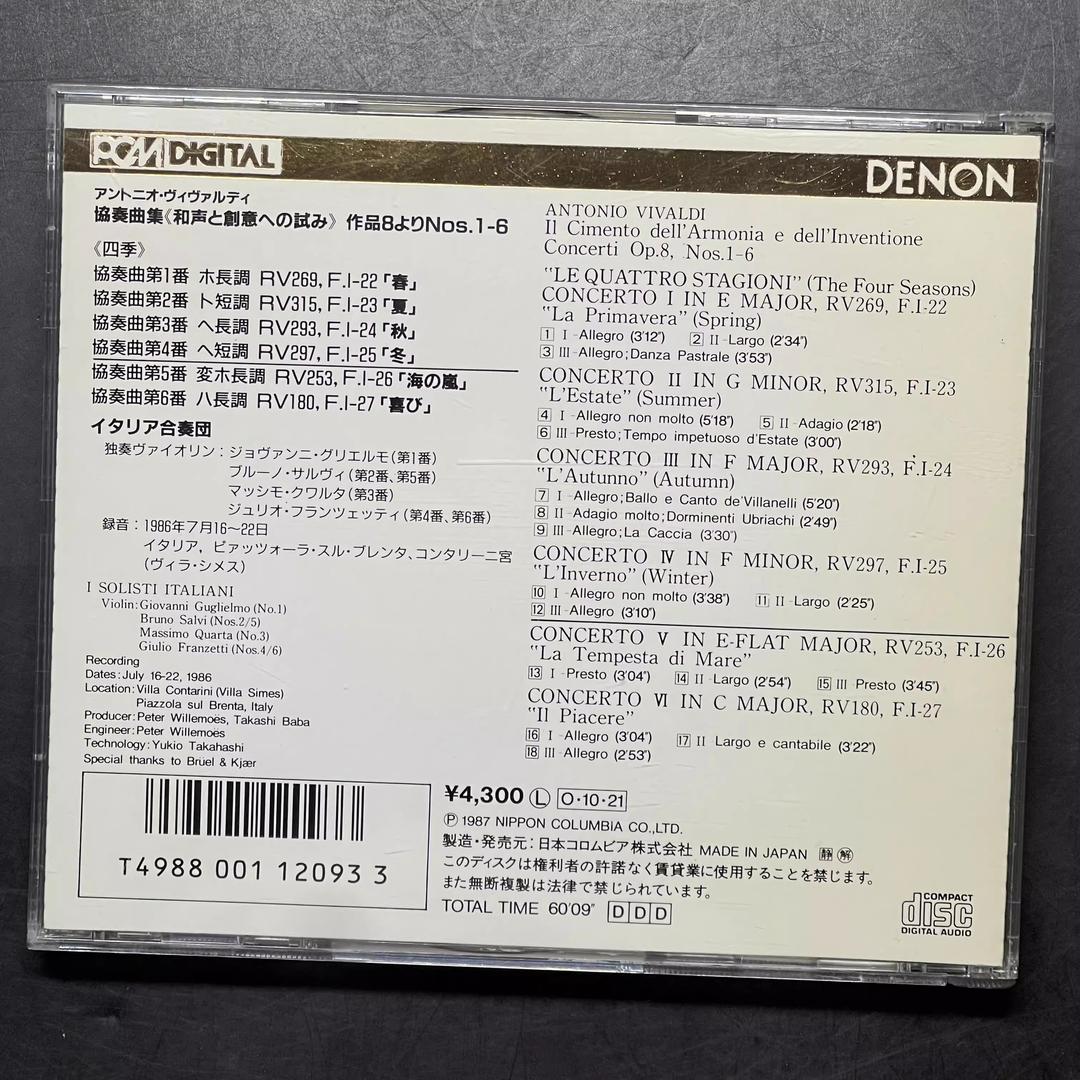 PCM DIGITAL
DENON
アントニオ・ヴィヴァルディ
協奏曲集《和声と創意への試み》 作品8よりNos.1-6
《四季》
協奏曲第1番 ホ長調 RV269, F.I-22「春」
協奏曲第2番 ト短調 RV315, F.I-23「夏」
協奏曲第3番 ヘ長調 RV293, F.I-24「秋」
協奏曲第4番 ヘ短調 RV297, F.I-25「冬」
協奏曲第5番 変ホ長調 RV253, F.I-26「海の嵐」
協奏曲第6番 ハ長調 RV180, F.I-27「喜び」
イタリア合奏団
独奏ヴァイオリン：ジョヴァンニ・グリエルモ（第1番）
ブルーノ・サルヴィ（第2番、第5番）
マッシモ・クワルタ（第3番）
ジュリオ・フランツェッティ（第4番、第6番）
録音：1986年7月16〜22日
イタリア，ピアッツォーラ・スル・ブレンタ、コンタリーニ宮
（ヴィラ・シメス）
I SOLISTI ITALIANI
Violin: Giovanni Guglielmo (No.1)
Bruno Salvi (Nos.2/5)
Massimo Quarta (No.3)
Giulio Franzetti (Nos.4/6)
Recording
Dates: July 16-22, 1986
Location: Villa Contarini (Villa Simes)
Piazzola sul Brenta, Italy
Producer: Peter Willemoës, Takashi Baba
Engineer: Peter Willemoës
Technology: Yukio Takahashi
Special thanks to Bruel & Kjær
T4988 001 12093 3
ANTONIO VIVALDI
Il Cimento dell'Armonia e dell'Inventione
Concerti Op.8, Nos.1-6
"LE QUATTRO STAGIONI" (The Four Seasons)
CONCERTO I IN E MAJOR, RV269, F.I-22
"La Primavera" (Spring)
1 I-Allegro (3'12") 2 II-Largo (2'34")
3 III-Allegro; Danza Pastrale (3'53")
CONCERTO II IN G MINOR, RV315, F.I-23
"L'Estate" (Summer)
4 I-Allegro non molto (5'18") 5 II-Adagio (2'18")
6 III-Presto; Tempo impetuoso d'Estate (3'00")
CONCERTO III IN F MAJOR, RV293, F.I-24
"L'Autunno" (Autumn)
7 I-Allegro; Ballo e Canto de'Villanelli (5'20")
8 II-Adagio molto; Dorminenti Ubriachi (2'49")
9 III-Allegro; La Caccia (3'30")
CONCERTO IV IN F MINOR, RV297, F.I-25
"L'Inverno" (Winter)
10 I-Allegro non molto (3'38") 11 II-Largo (2'25")
12 III-Allegro (3'10")
CONCERTO V IN E-FLAT MAJOR, RV253, F.I-26
"La Tempesta di Mare"
13 I-Presto (3'04") 14 II-Largo (2'54") 15 III-Presto (3'45")
CONCERTO VI IN C MAJOR, RV180, F.I-27
"Il Piacere"
16 I-Allegro (3'04") 17 II-Largo e cantabile (3'22")
18 III-Allegro (2'53")
¥4,300 Ⓛ O・10・21
Ⓟ 1987 NIPPON COLUMBIA CO.,LTD.
製造・発売元：日本コロムビア株式会社 MADE IN JAPAN 静 解
このディスクは権利者の許諾なく賃貸業に使用することを禁じます。
また無断複製は法律で禁じられています。
TOTAL TIME 60'09" DDD
COMPACT
disc
DIGITAL AUDIO